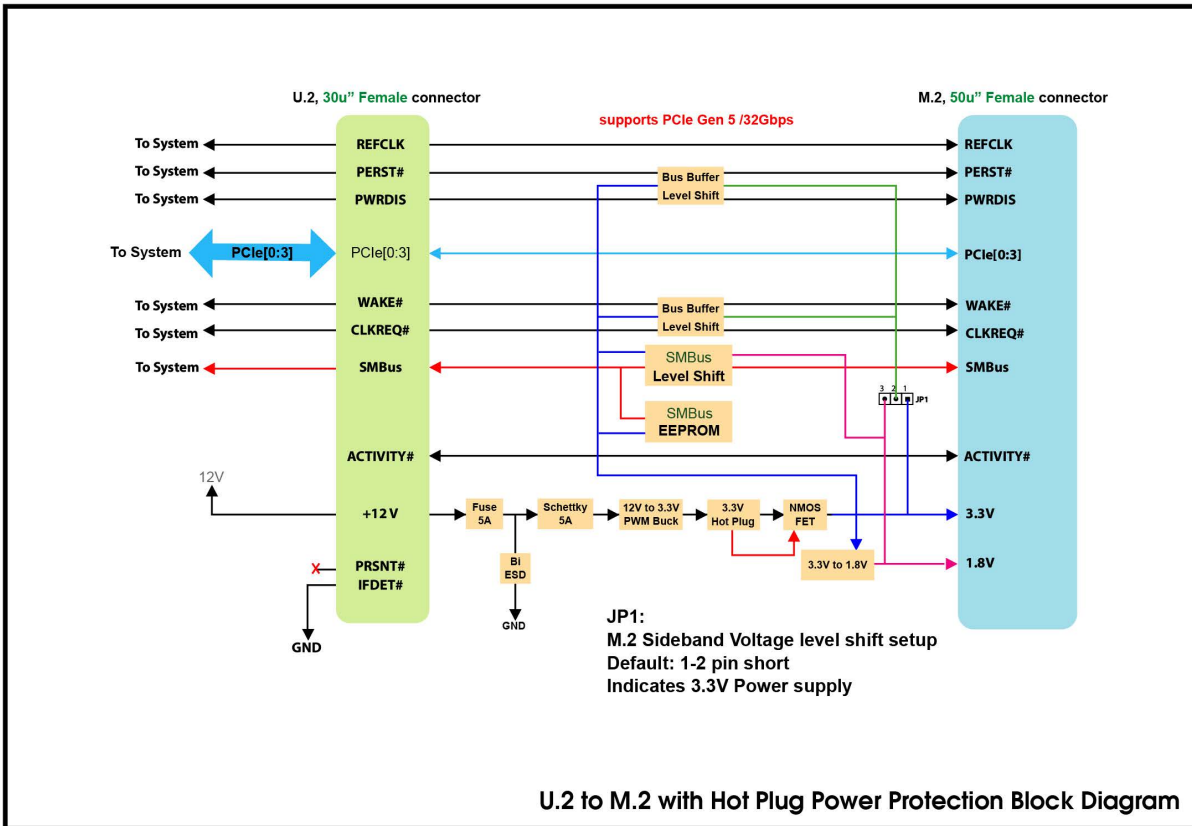 U.2, 30u” Female connector
M.2, 50u” Female connector
supports PCIe Gen 5 /32Gbps
To System
REFCLK
REFCLK
To System
PERST#
Bus Buffer
Level Shift
PERST#
To System
PWRDIS
PWRDIS
To System
PCIe[0:3]
PCIe[0:3]
PCIe[0:3]
To System
WAKE#
Bus Buffer
Level Shift
WAKE#
To System
CLKREQ#
CLKREQ#
To System
SMBus
SMBus
Level Shift
SMBus
3 2 1
JP1
SMBus
EEPROM
ACTIVITY#
ACTIVITY#
12V
+12 V
Fuse
5A
Schettky
5A
12V to 3.3V
PWM Buck
3.3V
Hot Plug
NMOS
FET
3.3V
Bi
ESD
GND
3.3V to 1.8V
1.8V
PRSNT#
IFDET#
GND
JP1:
M.2 Sideband Voltage level shift setup
Default: 1-2 pin short
Indicates 3.3V Power supply
U.2 to M.2 with Hot Plug Power Protection Block Diagram